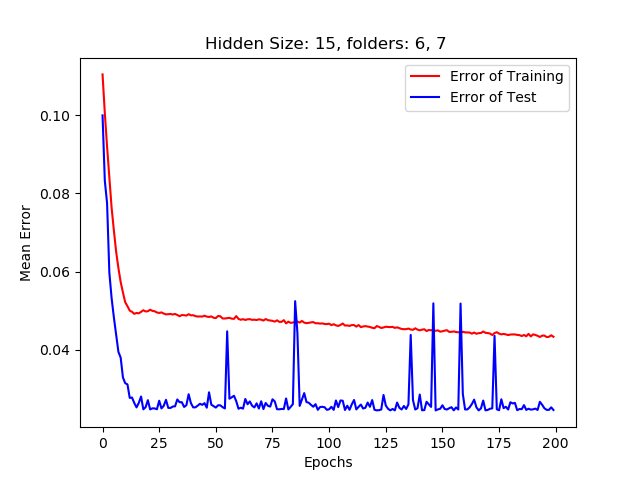 Hidden Size: 15, folders: 6, 7
Error of Training
Error of Test
Mean Error
0.10
0.08
0.06
0.04
0 25 50 75 100 125 150 175 200
Epochs